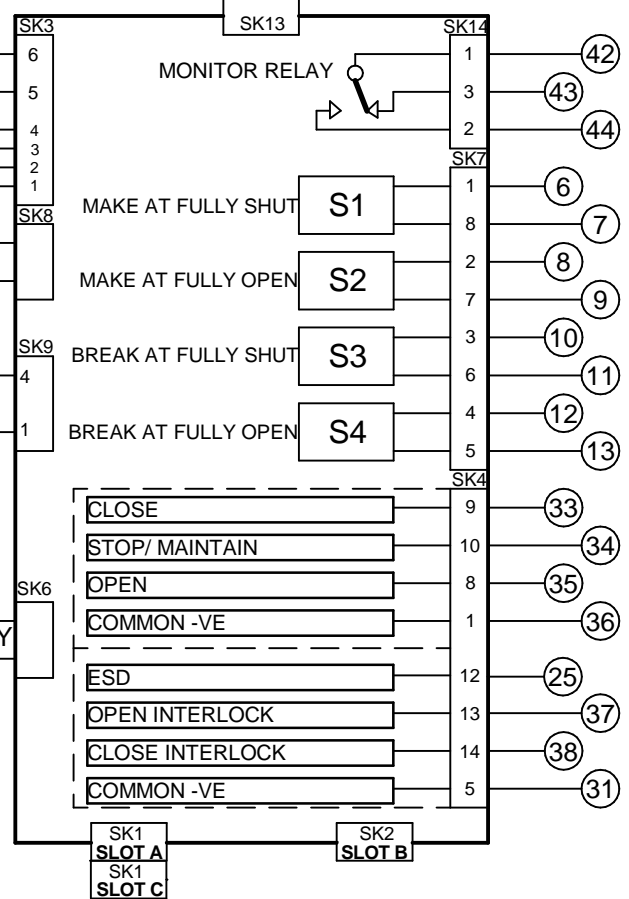 SK3
SK13
SK14
6
MONITOR RELAY
1
42
5
3
43
4
2
44
3
2
1
SK7
MAKE AT FULLY SHUT
S1
1
6
8
7
SK8
MAKE AT FULLY OPEN
S2
2
8
7
9
SK9
BREAK AT FULLY SHUT
S3
3
10
4
6
11
1
BREAK AT FULLY OPEN
S4
4
12
5
13
SK4
CLOSE
9
33
STOP/ MAINTAIN
10
34
SK6
OPEN
8
35
COMMON -VE
1
36
Y
ESD
12
25
OPEN INTERLOCK
13
37
CLOSE INTERLOCK
14
38
COMMON -VE
5
31
SK1
SLOT A
SK2
SLOT B
SK1
SLOT C